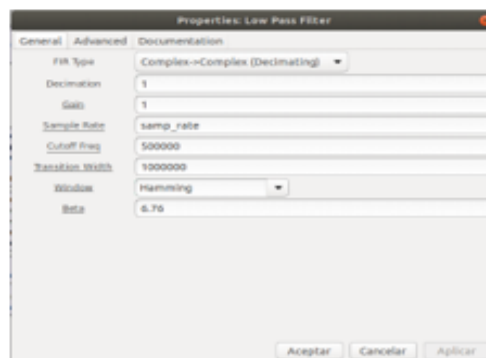 Properties: Low Pass Filter
General Advanced Documentation
FIR Type Complex->Complex (Decimating)
Decimation 1
Gain 1
Sample Rate samp_rate
Cutoff Freq 500000
Transition Width 1000000
Window Hamming
Beta 6.76
Aceptar Cancelar Aplicar